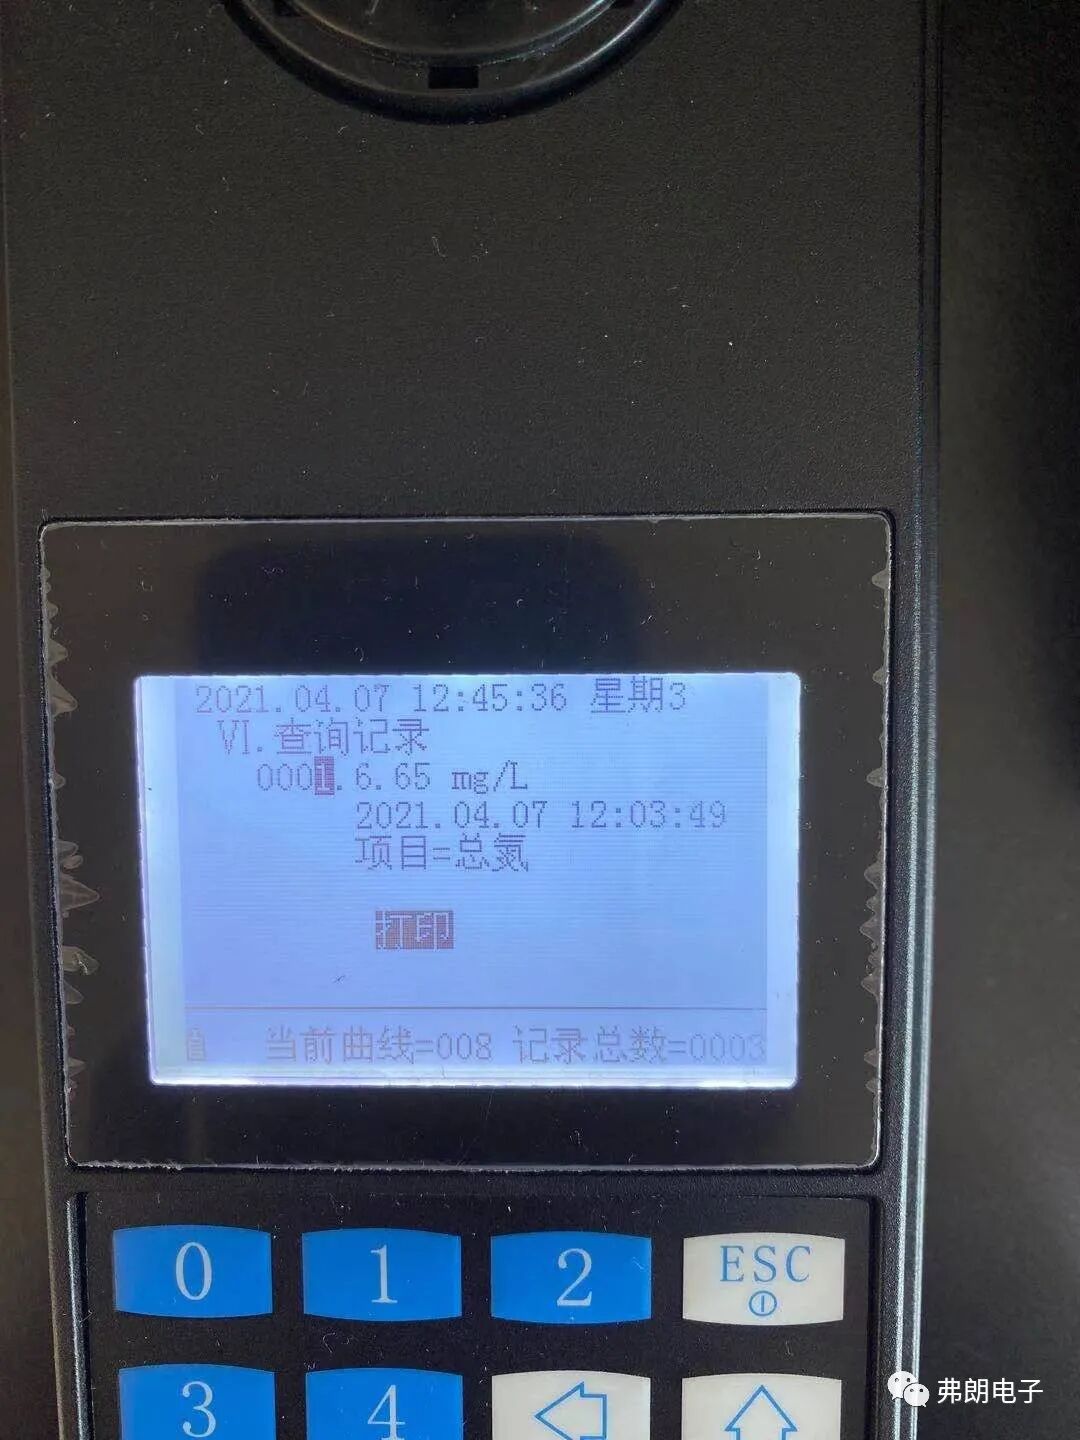 2021.04.07 12:45:36 星期3
VI.查询记录
0001.6.65 mg/L
2021.04.07 12:03:49
项目=总氮
打印
当前曲线=008 记录总数=0003
0 1 2 ESC
3 4
弗朗电子